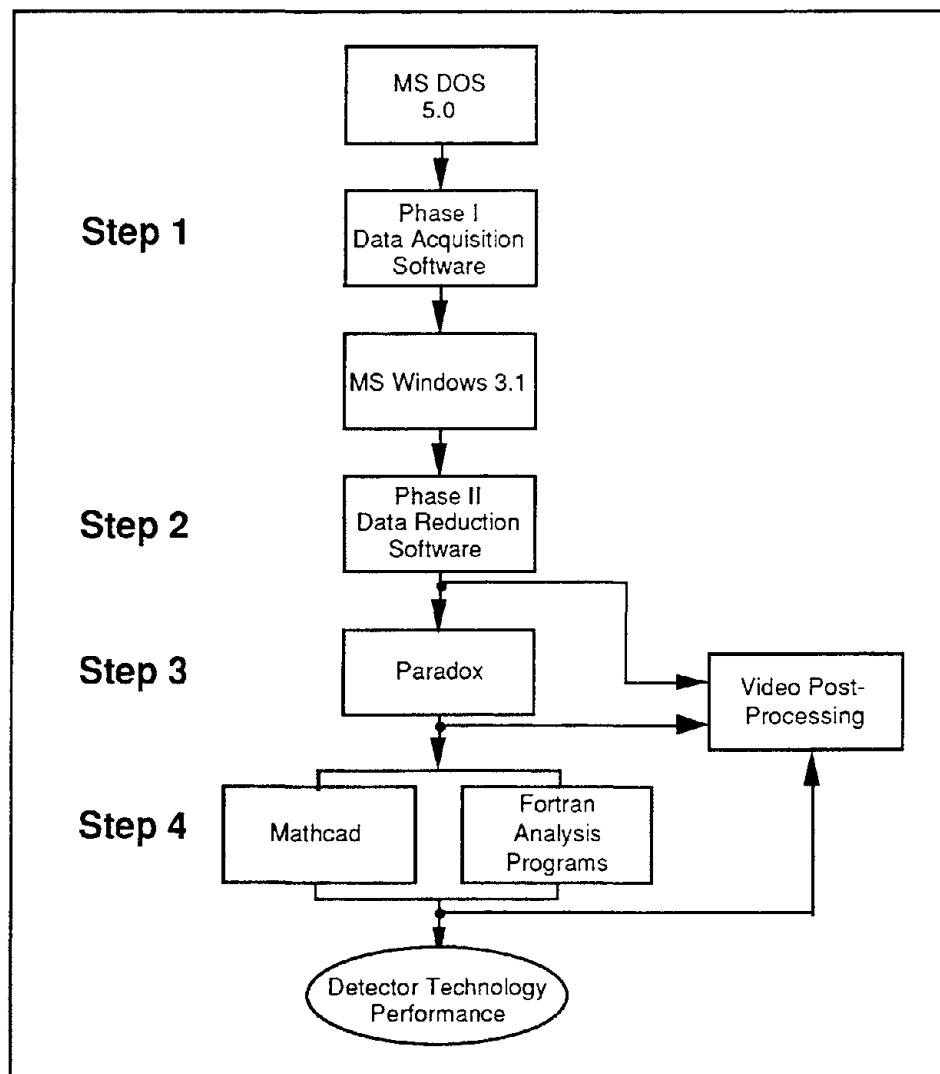 MS DOS
5.0
Step 1
Phase I
Data Acquisition
Software
MS Windows 3.1
Step 2
Phase II
Data Reduction
Software
Step 3
Paradox
Video Post-
Processing
Step 4
Mathcad
Fortran
Analysis
Programs
Detector Technology
Performance